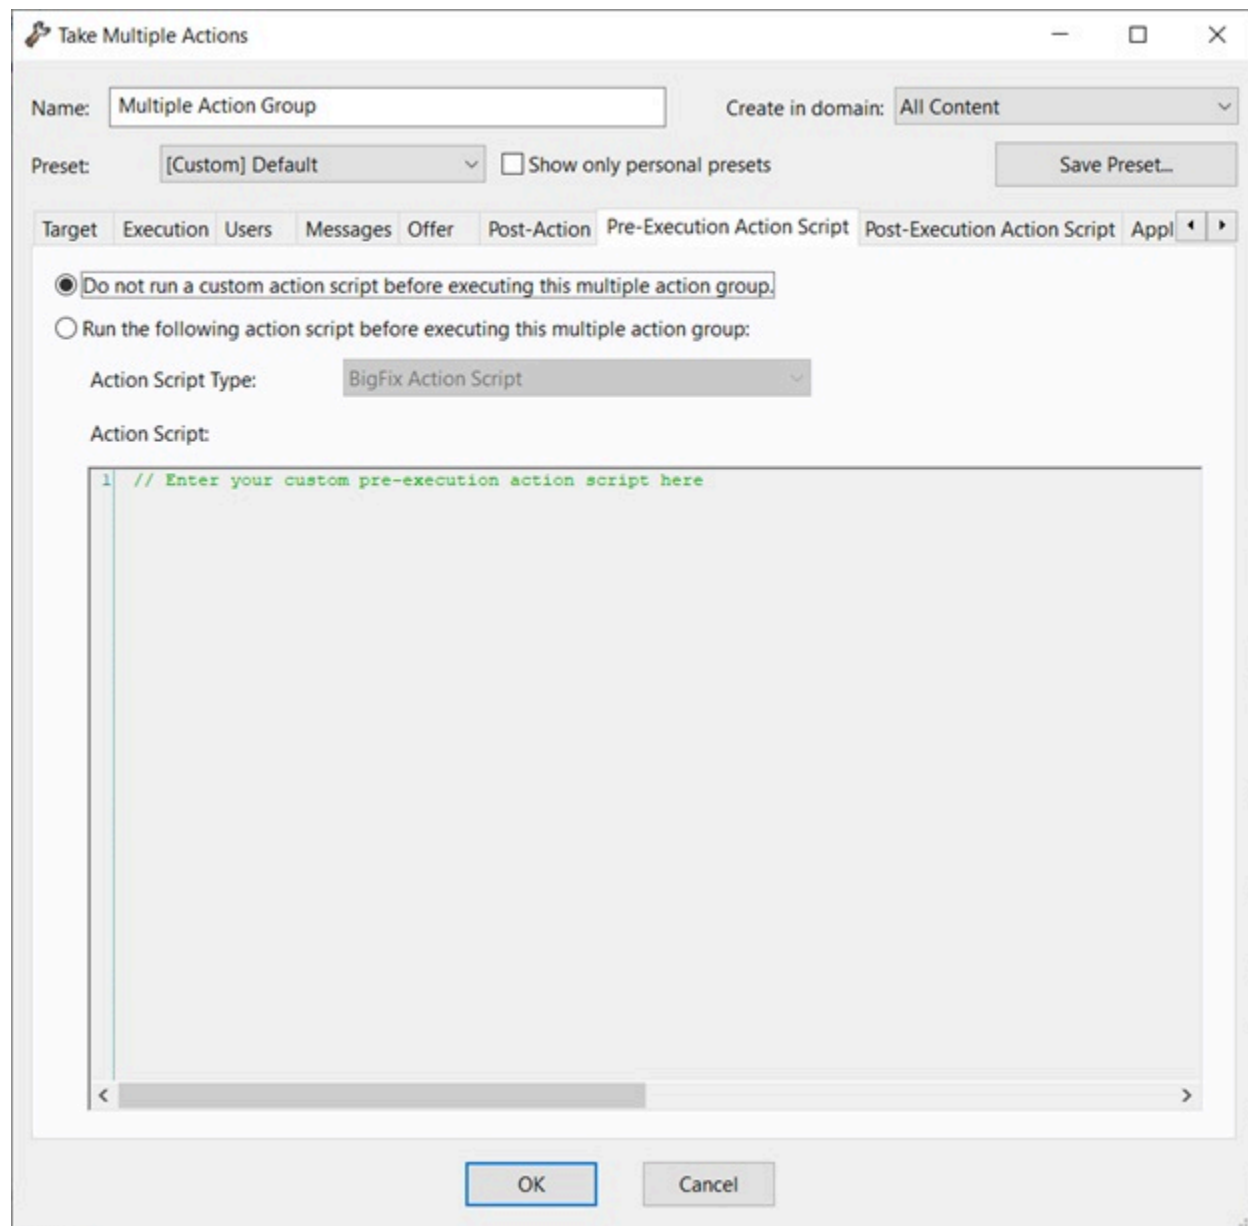 Take Multiple Actions
Name: Multiple Action Group Create in domain: All Content
Preset: [Custom] Default Show only personal presets Save Preset...
Target Execution Users Messages Offer Post-Action Pre-Execution Action Script Post-Execution Action Script Appl
Do not run a custom action script before executing this multiple action group.
Run the following action script before executing this multiple action group:
Action Script Type: BigFix Action Script
Action Script:
1 // Enter your custom pre-execution action script here
OK Cancel